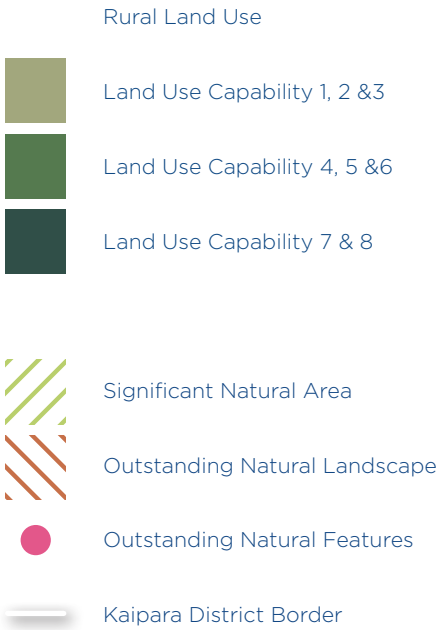 Rural Land Use
Land Use Capability 1, 2 &3
Land Use Capability 4, 5 &6
Land Use Capability 7 & 8
Significant Natural Area
Outstanding Natural Landscape
Outstanding Natural Features
Kaipara District Border